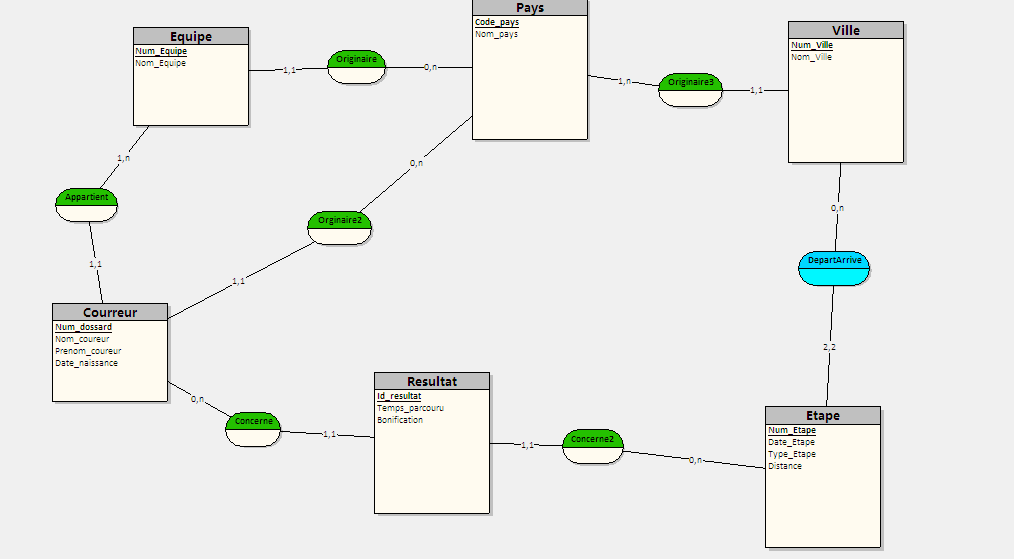 Pays
Code_pays
Nom_pays
Equipe
Num_Equipe
Nom_Equipe
Ville
Num_Ville
Nom_Ville
1,1
Originaire
0,n
1,n
Originaire3
1,1
1,n
0,n
Appartient
Orginaire2
0,n
1,1
1,1
DepartArrive
Courreur
Num_dossard
Nom_coureur
Prenom_coureur
Date_naissance
2,2
Resultat
Id_resultat
Temps_parcouru
Bonification
0,n
Concerne
1,1
1,1
Concerne2
0,n
Etape
Num_Etape
Date_Etape
Type_Etape
Distance